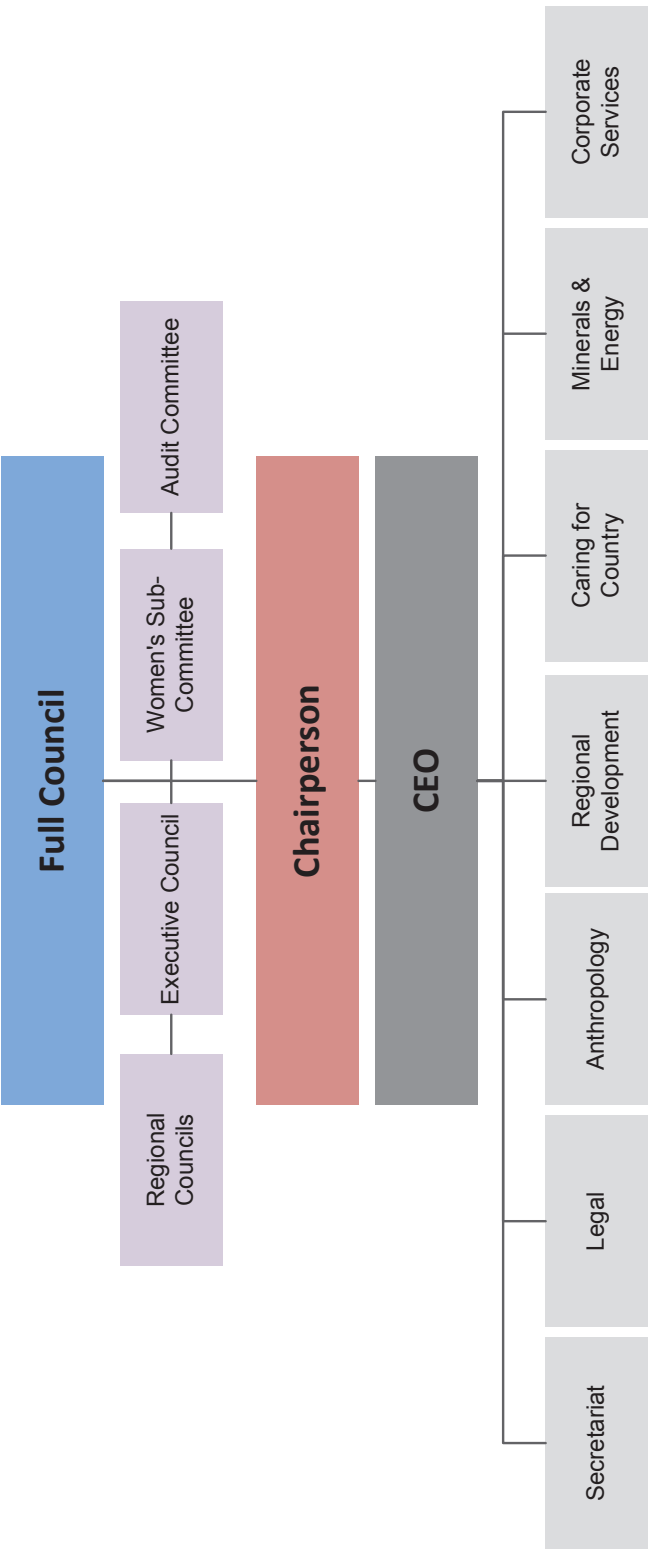 Full Council
Regional
Councils
Executive Council
Women's Sub-
Committee
Audit Committee
Chairperson
CEO
Secretariat
Legal
Anthropology
Regional
Development
Caring for
Country
Minerals &
Energy
Corporate
Services